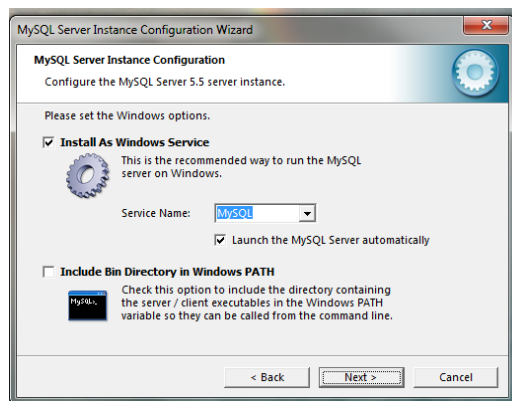 MySQL Server Instance Configuration Wizard
MySQL Server Instance Configuration
Configure the MySQL Server 5.5 server instance.
Please set the Windows options.
Install As Windows Service
This is the recommended way to run the MySQL
server on Windows.
Service Name: MySQL
Launch the MySQL Server automatically
Include Bin Directory in Windows PATH
Check this option to include the directory containing
the server / client executables in the Windows PATH
variable so they can be called from the command line.
MySQL>_
< Back Next > Cancel